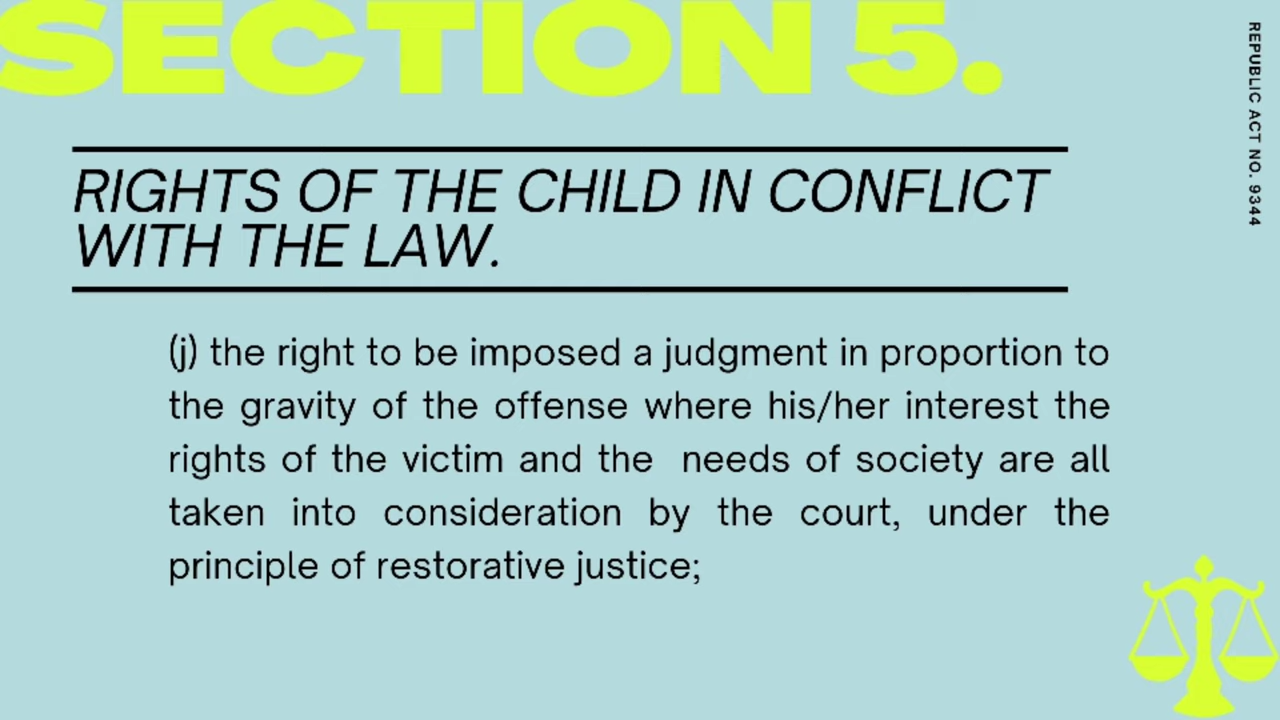 SECTION 5.
REPUBLIC ACT NO. 9344
RIGHTS OF THE CHILD IN CONFLICT
WITH THE LAW.
(j) the right to be imposed a judgment in proportion to
the gravity of the offense where his/her interest the
rights of the victim and the needs of society are all
taken into consideration by the court, under the
principle of restorative justice;